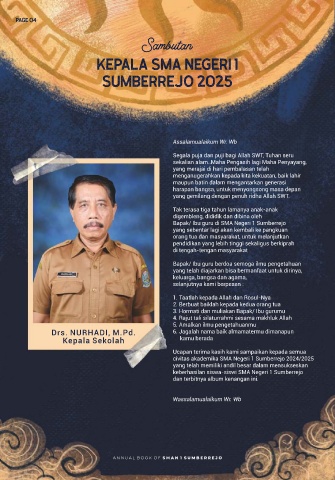 PAGE 04
Sambutan
KEPALA SMA NEGERI 1
SUMBERREJO 2025
Assalamualaikum Wr. Wb
Segala puja dan puji bagi Allah SWT, Tuhan seru
sekalian alam. Maha Pengasih lagi Maha Penyayang,
yang merajai di hari pembalasan telah
menganugerahkan kepada kita kekuatan, baik lahir
maupun batin dalam mengantarkan generasi
harapan bangsa, untuk menyongsong masa depan
yang gemilang dengan penuh ridha Allah SWT.
Tak terasa tiga tahun lamanya anak-anak
digembleng, dididik dan dibina oleh
Bapak/ Ibu guru di SMA Negeri 1 Sumberrejo
yang sebentar lagi akan kembali ke pangkuan
orang tua dan masyarakat, untuk melanjutkan
pendidikan yang lebih tinggi sekaligus berkiprah
di tengah-tengah masyarakat
Bapak/ Ibu guru berdoa semoga ilmu pengetahuan
yang telah diajarkan bisa bermanfaat untuk dirinya,
keluarga, bangsa dan agama,
selanjutnya kami berpesan :
1. Taatlah kepada Allah dan Rosul-Nya
2. Berbuat baiklah kepada kedua orang tua
3. Hormati dan muliakan Bapak/ Ibu gurumu
4. Rajut tali silaturahmi sesama makhluk Allah
5. Amalkan ilmu pengetahuanmu
6. Jagalah nama baik almamatermu dimanapun
kamu berada
Ucapan terima kasih kami sampaikan kepada semua
civitas akademika SMA Negeri 1 Sumberrejo 2024/2025
yang telah memiliki andil besar dalam mensukseskan
keberhasilan siswa-siswi SMA Negeri 1 Sumberrejo
dan terbitnya album kenangan ini.
Wassalamualaikum Wr. Wb
Drs. NURHADI, M.Pd.
Kepala Sekolah
ANNUAL BOOK OF SMAN 1 SUMBERREJO